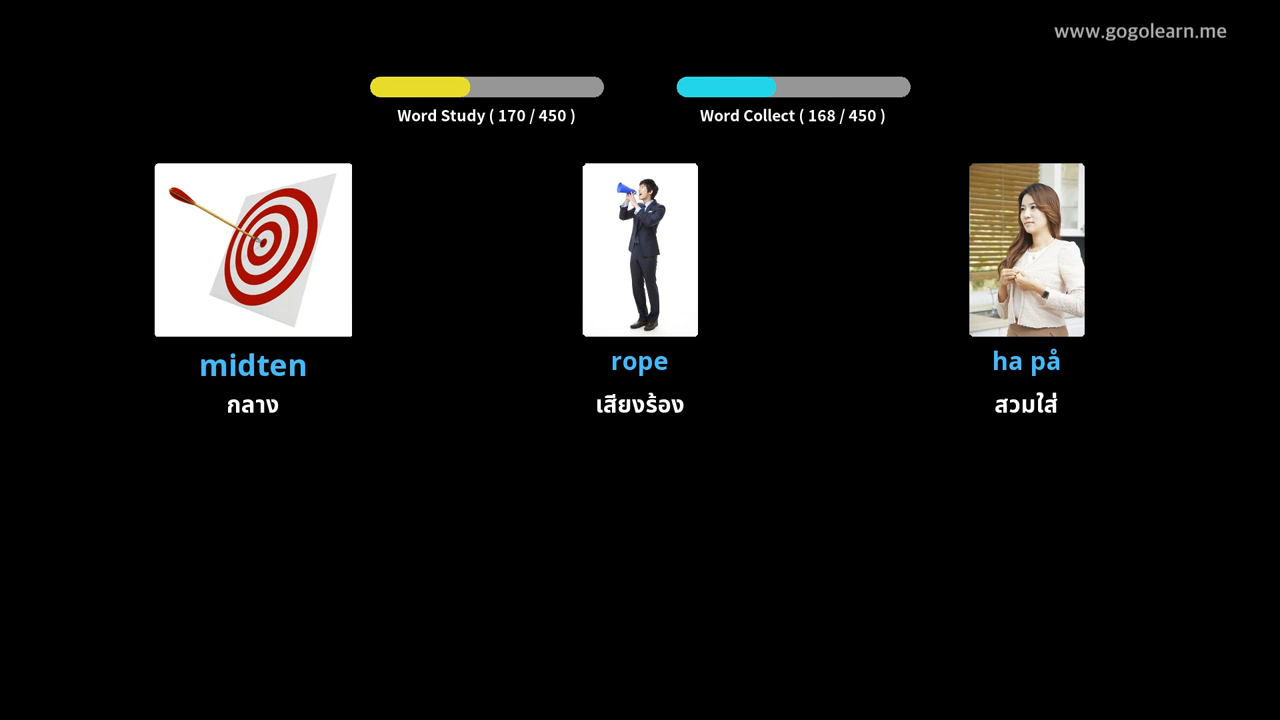 www.gogolearn.me
Word Study ( 170 / 450 )
Word Collect ( 168 / 450 )
midten
rope
ha på
กลาง
เสียงร้อง
สวมใส่